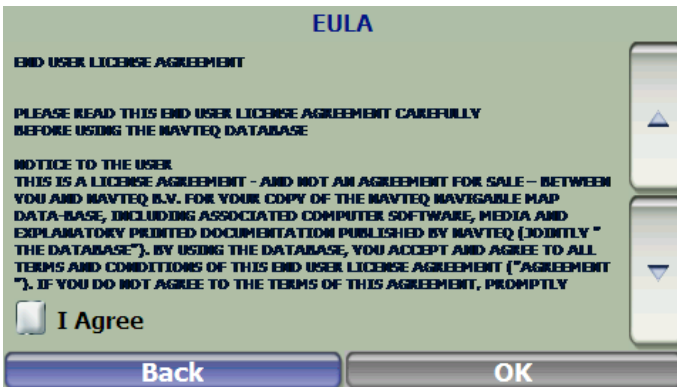 EULA
END USER LICENSE AGREEMENT
PLEASE READ THIS END USER LICENSE AGREEMENT CAREFULLY
BEFORE USING THE NAVTEQ DATABASE
NOTICE TO THE USER
THIS IS A LICENSE AGREEMENT - AND NOT AN AGREEMENT FOR SALE – BETWEEN
YOU AND NAVTEQ B.V. FOR YOUR COPY OF THE NAVTEQ NAVIGABLE MAP
DATA-BASE, INCLUDING ASSOCIATED COMPUTER SOFTWARE, MEDIA AND
EXPLANATORY PRINTED DOCUMENTATION PUBLISHED BY NAVTEQ (JOINTLY "
THE DATABASE"). BY USING THE DATABASE, YOU ACCEPT AND AGREE TO ALL
TERMS AND CONDITIONS OF THIS END USER LICENSE AGREEMENT ("AGREEMENT
"). IF YOU DO NOT AGREE TO THE TERMS OF THIS AGREEMENT, PROMPTLY
I Agree
Back
OK